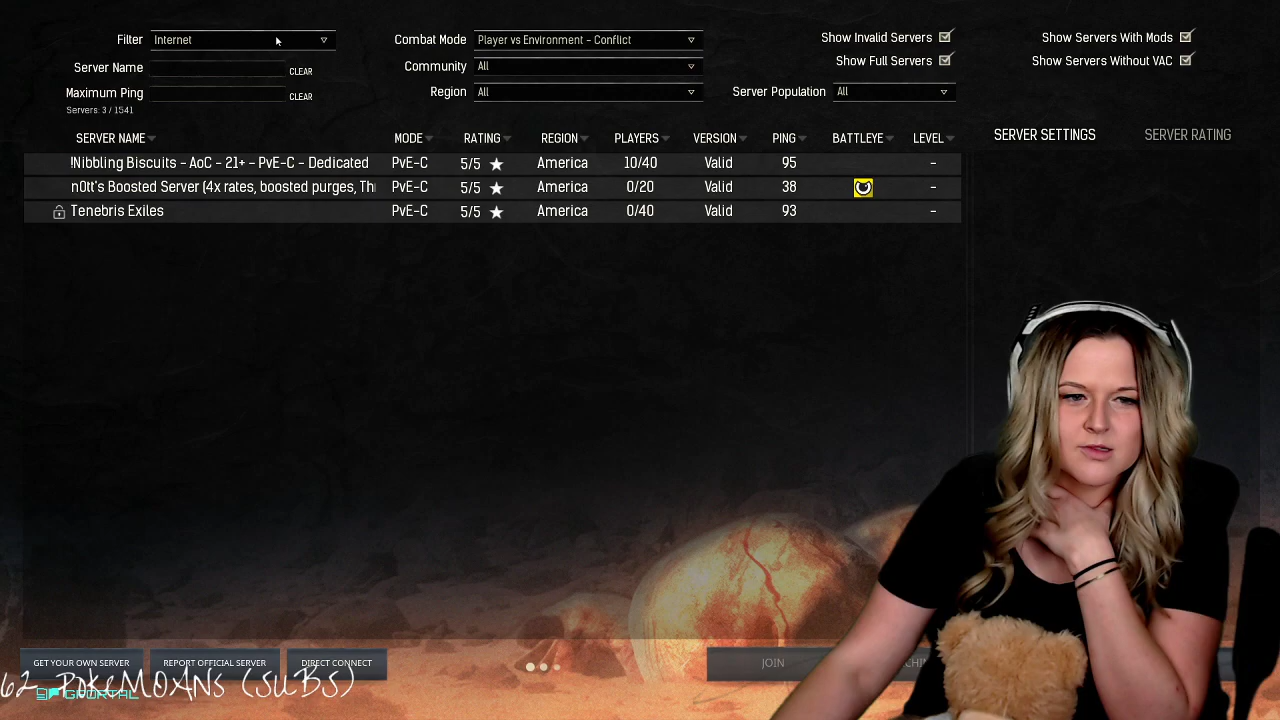 Filter Internet Combat Mode Player vs Environment - Conflict Show Invalid Servers Show Servers With Mods
Server Name CLEAR Community All Show Full Servers Show Servers Without VAC
Maximum Ping CLEAR Region All Server Population All
Servers: 3 / 1541
SERVER NAME MODE RATING REGION PLAYERS VERSION PING BATTLEYE LEVEL SERVER SETTINGS SERVER RATING
!Nibbling Biscuits - AoC - 21+ - PvE-C - Dedicated PvE-C 5/5 America 10/40 Valid 95 -
n0tt's Boosted Server [4x rates, boosted purges, Th PvE-C 5/5 America 0/20 Valid 38 -
Tenebris Exiles PvE-C 5/5 America 0/40 Valid 93 -
GET YOUR OWN SERVER REPORT OFFICIAL SERVER DIRECT CONNECT JOIN
62 POKeMOANs (SUBS)
GPORTAL